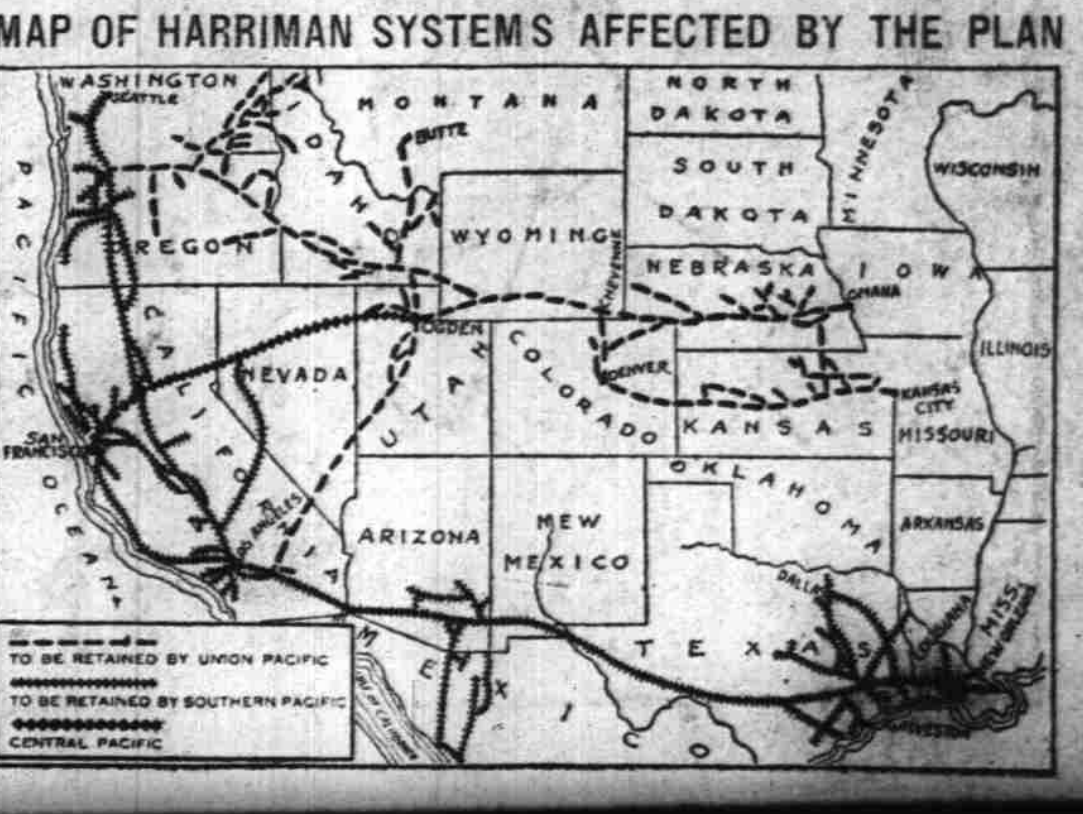 MAP OF HARRIMAN SYSTEMS AFFECTED BY THE PLAN
WASHINGTON
SEATTLE
IDAHO
MONTANA
BUTTE
NORTH
DAKOTA
SOUTH
DAKOTA
MINNESOTA
WISCONSIN
PACIFIC
OCEAN
OREGON
WYOMING
CHEYENNE
NEBRASKA
IOWA
OMAHA
OGDEN
CALIFORNIA
NEVADA
UTAH
COLORADO
DENVER
KANSAS
KANSAS
CITY
MISSOURI
ILLINOIS
SAN
FRANCISCO
LOS ANGELES
ARIZONA
NEW
MEXICO
OKLAHOMA
ARKANSAS
DALLAS
TEXAS
LOUISIANA
MISS.
NEW ORLEANS
MEXICO
TO BE RETAINED BY UNION PACIFIC
TO BE RETAINED BY SOUTHERN PACIFIC
CENTRAL PACIFIC